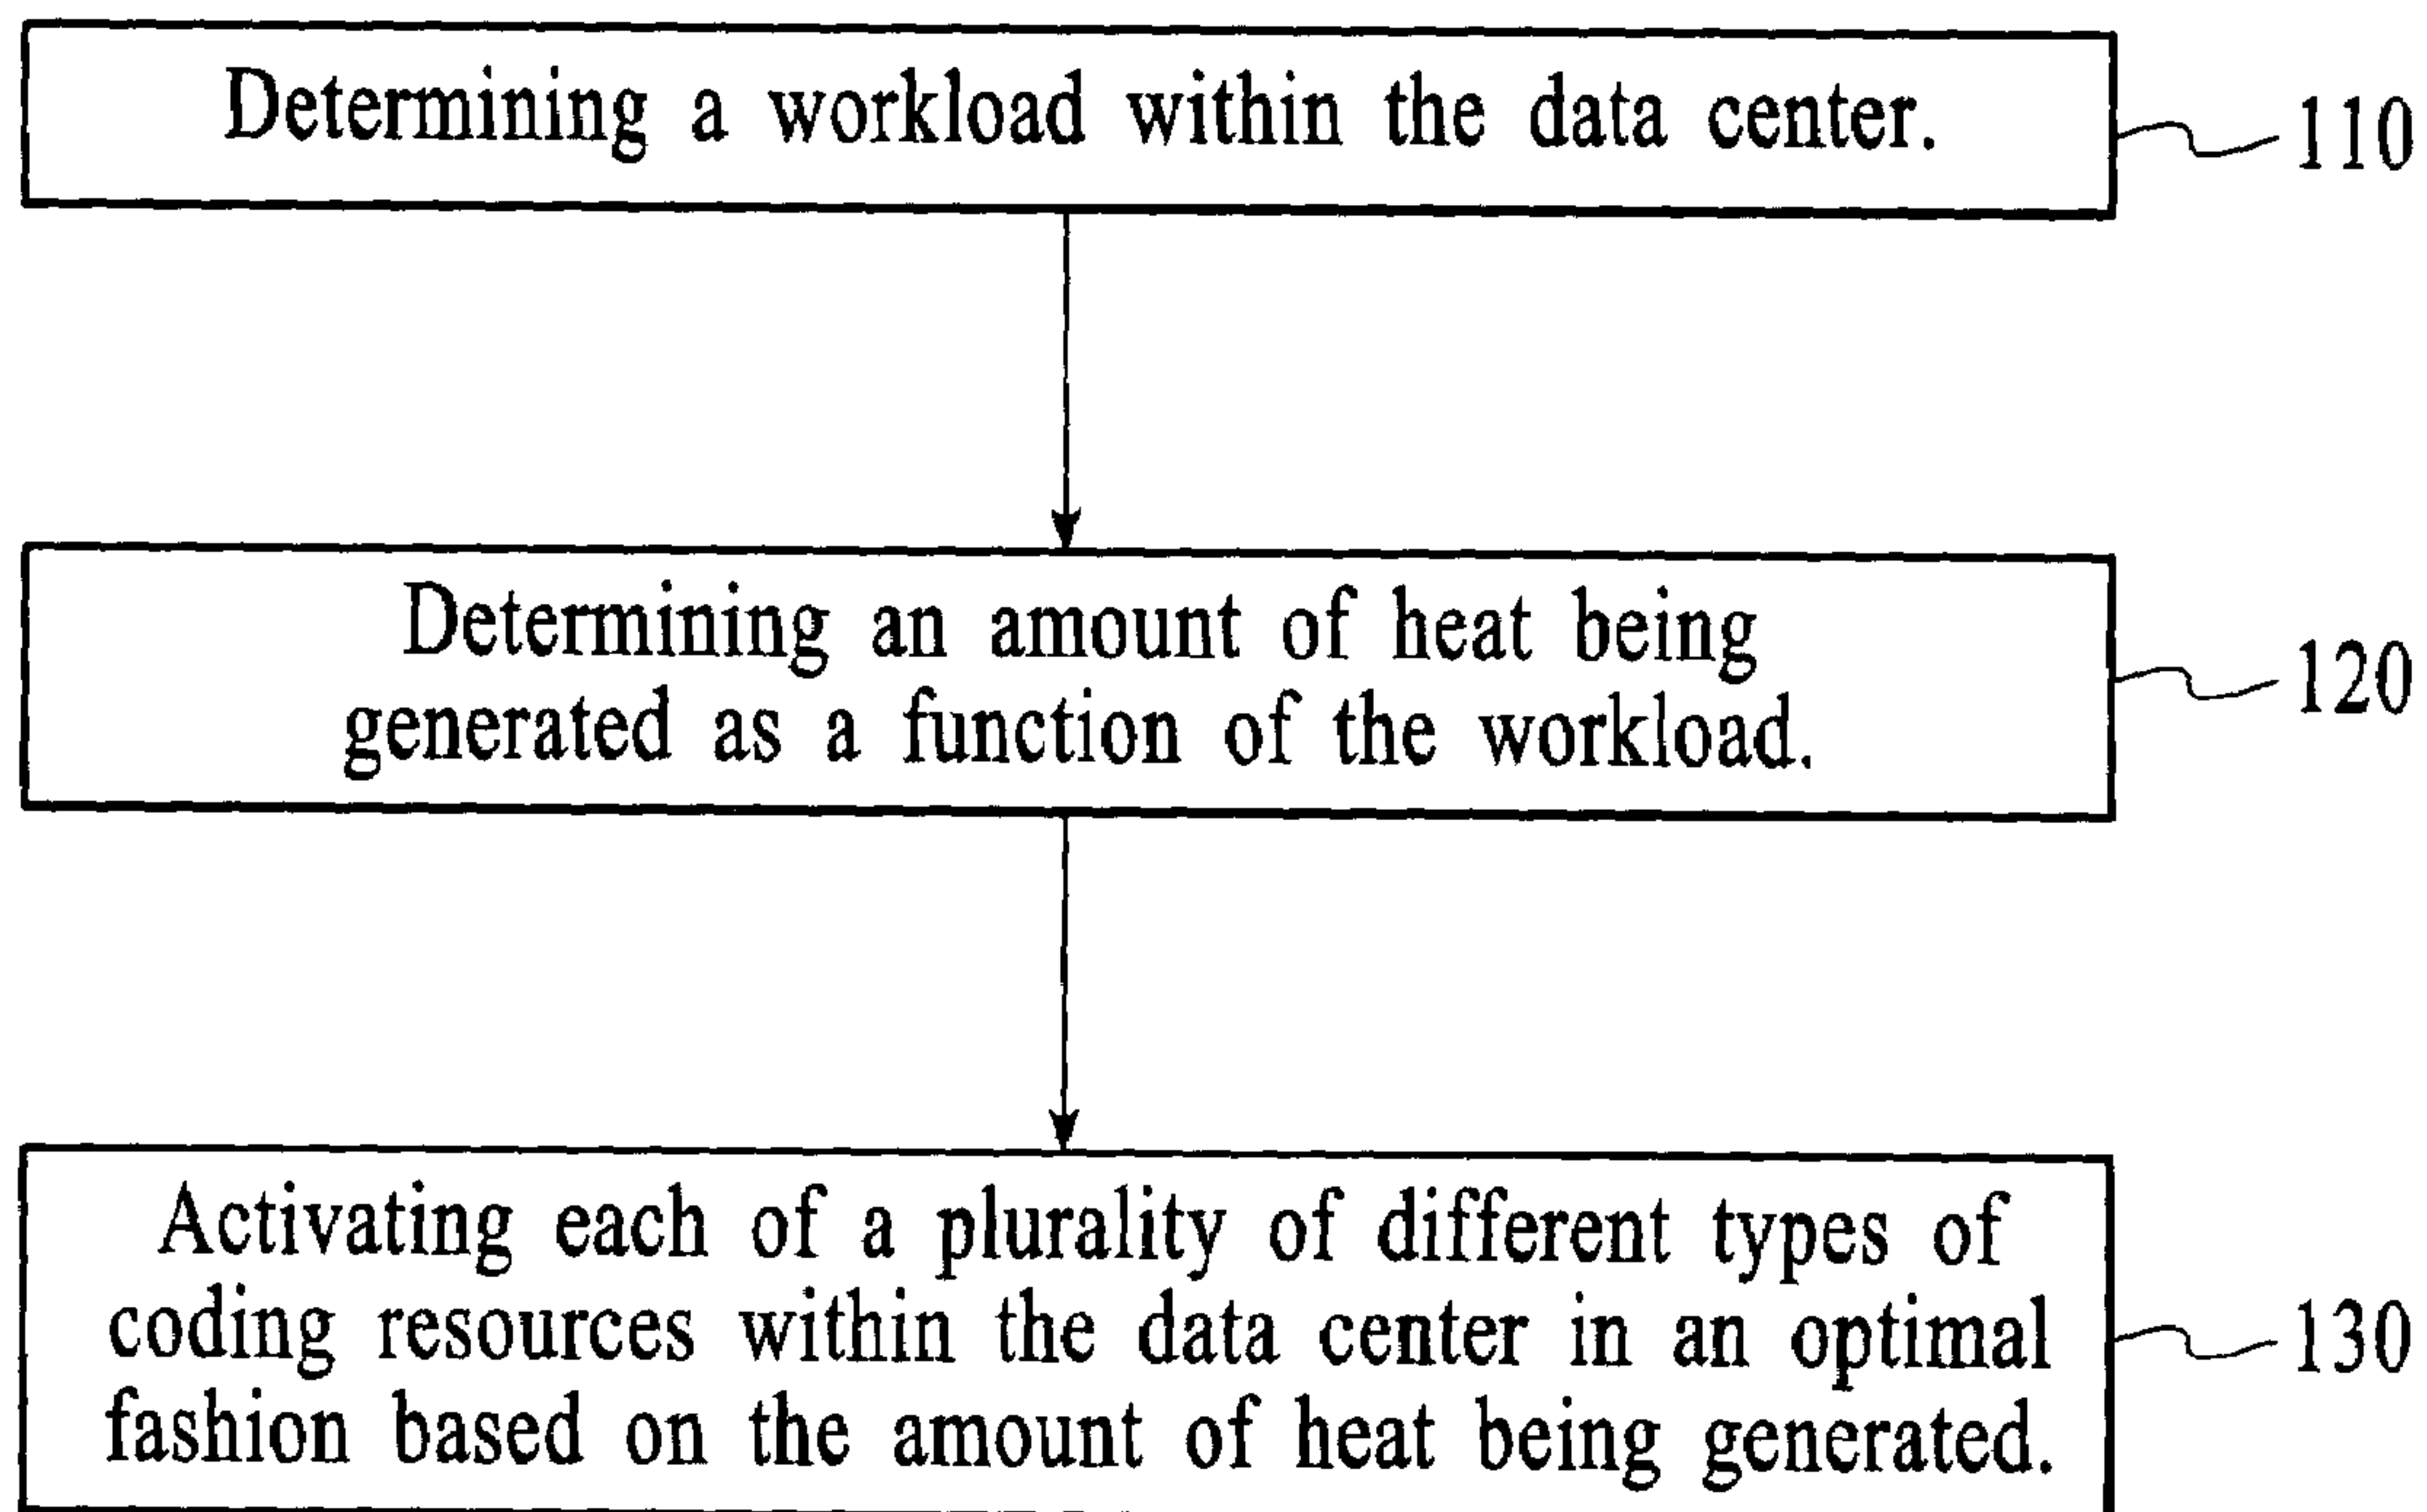 Determining a workload within the data center.
110
Determining an amount of heat being
generated as a function of the workload.
120
Activating each of a plurality of different types of
coding resources within the data center in an optimal
fashion based on the amount of heat being generated.
130